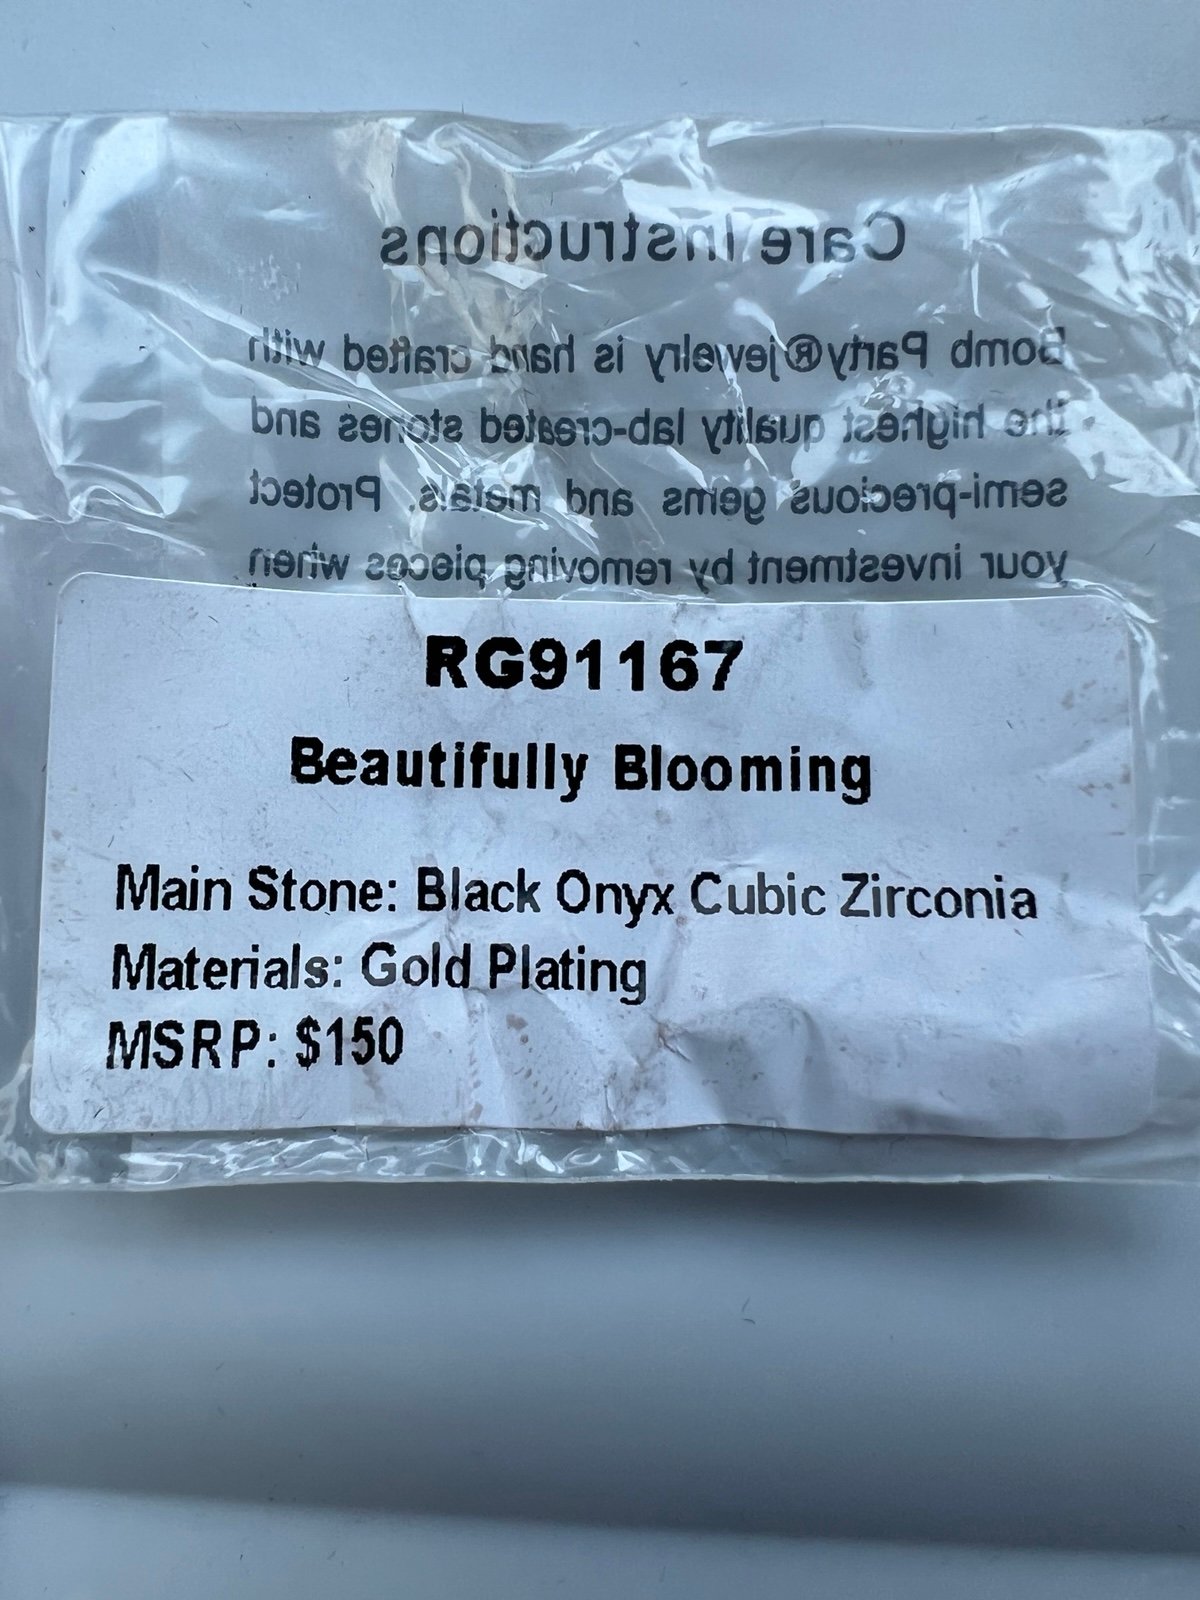 Care Instructions
Bomb Party® jewelry is hand crafted with
the highest quality lab-created stones and
semi-precious gems and metals. Protect
your investment by removing pieces when
RG91167
Beautifully Blooming
Main Stone: Black Onyx Cubic Zirconia
Materials: Gold Plating
MSRP: $150